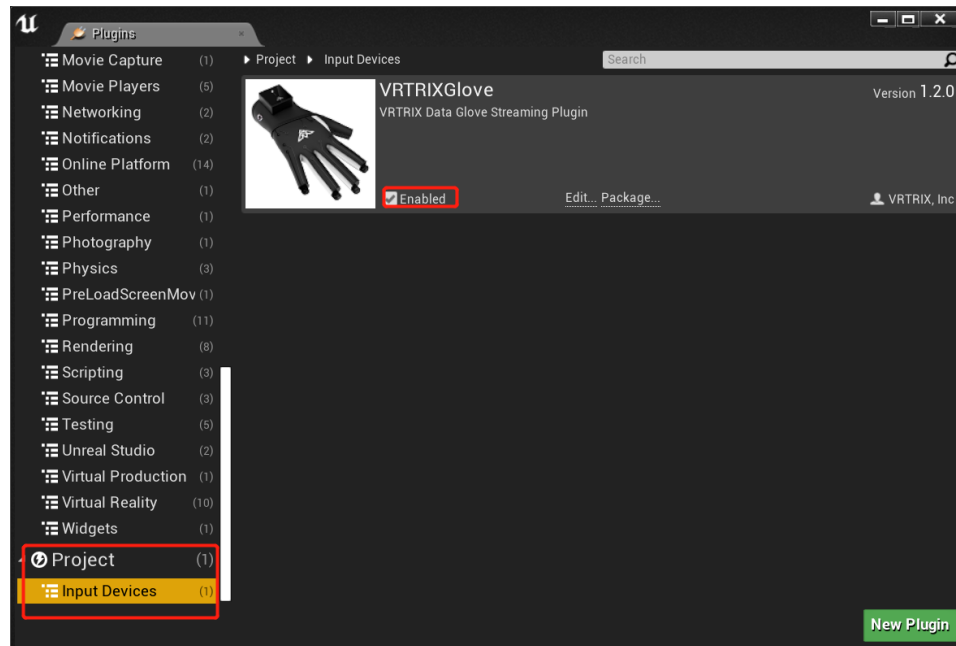 Plugins
Movie Capture (1)
Movie Players (5)
Networking (2)
Notifications (2)
Online Platform (14)
Other (1)
Performance (1)
Photography (1)
Physics (3)
PreLoadScreenMov (1)
Programming (11)
Rendering (8)
Scripting (3)
Source Control (3)
Testing (5)
Unreal Studio (2)
Virtual Production (1)
Virtual Reality (10)
Widgets (1)
Project (1)
Input Devices (1)
Project Input Devices
Search
VRTRIXGlove
Version 1.2.0
VRTRIX Data Glove Streaming Plugin
Enabled
Edit... Package...
VRTRIX, Inc
New Plugin